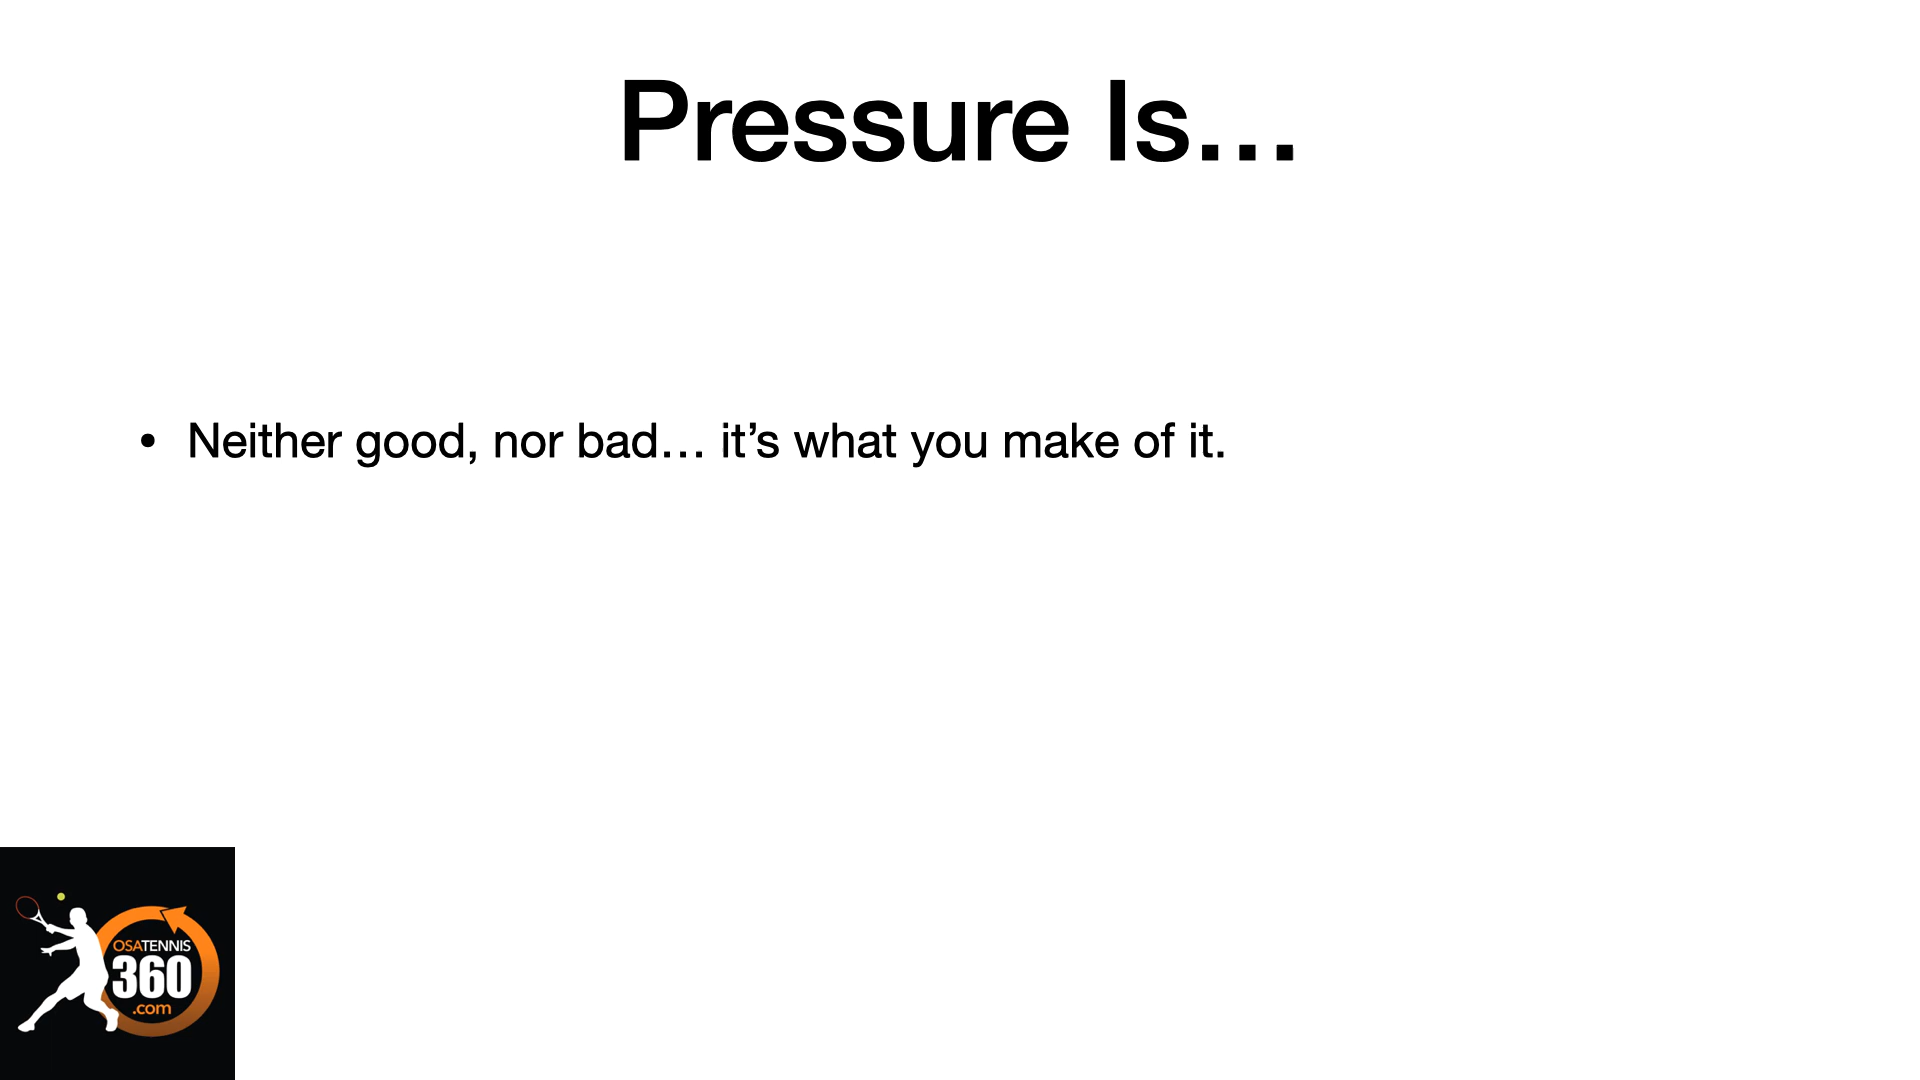 Pressure Is…
• Neither good, nor bad… it’s what you make of it.
OSATENNIS
360
.com